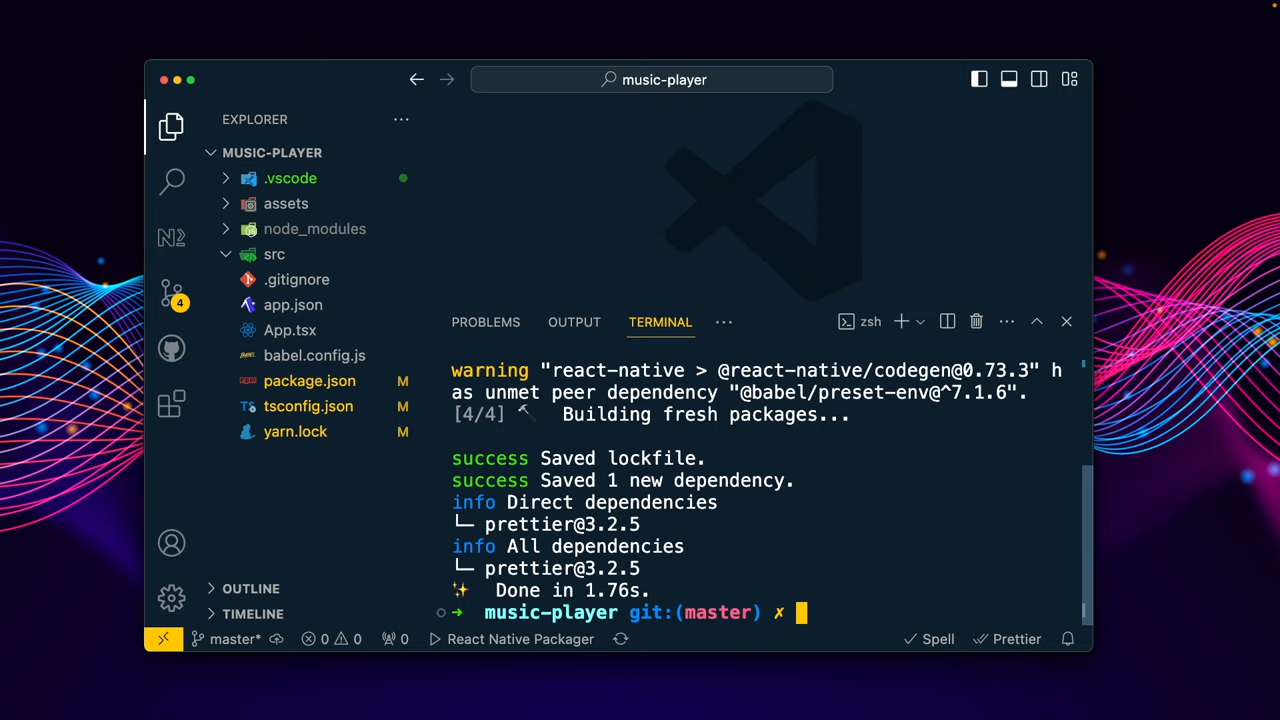 music-player
EXPLORER
MUSIC-PLAYER
.vscode
assets
node_modules
src
.gitignore
app.json
App.tsx
BABEL babel.config.js
package.json M
TS tsconfig.json M
yarn.lock M
4
OUTLINE
TIMELINE
PROBLEMS OUTPUT TERMINAL ··· zsh
warning "react-native > @react-native/codegen@0.73.3" h
as unmet peer dependency "@babel/preset-env@^7.1.6".
[4/4] 🔨 Building fresh packages...
success Saved lockfile.
success Saved 1 new dependency.
info Direct dependencies
└─ prettier@3.2.5
info All dependencies
└─ prettier@3.2.5
✨ Done in 1.76s.
➜ music-player git:(master) ✗
master* 0 0 0 React Native Packager Spell Prettier